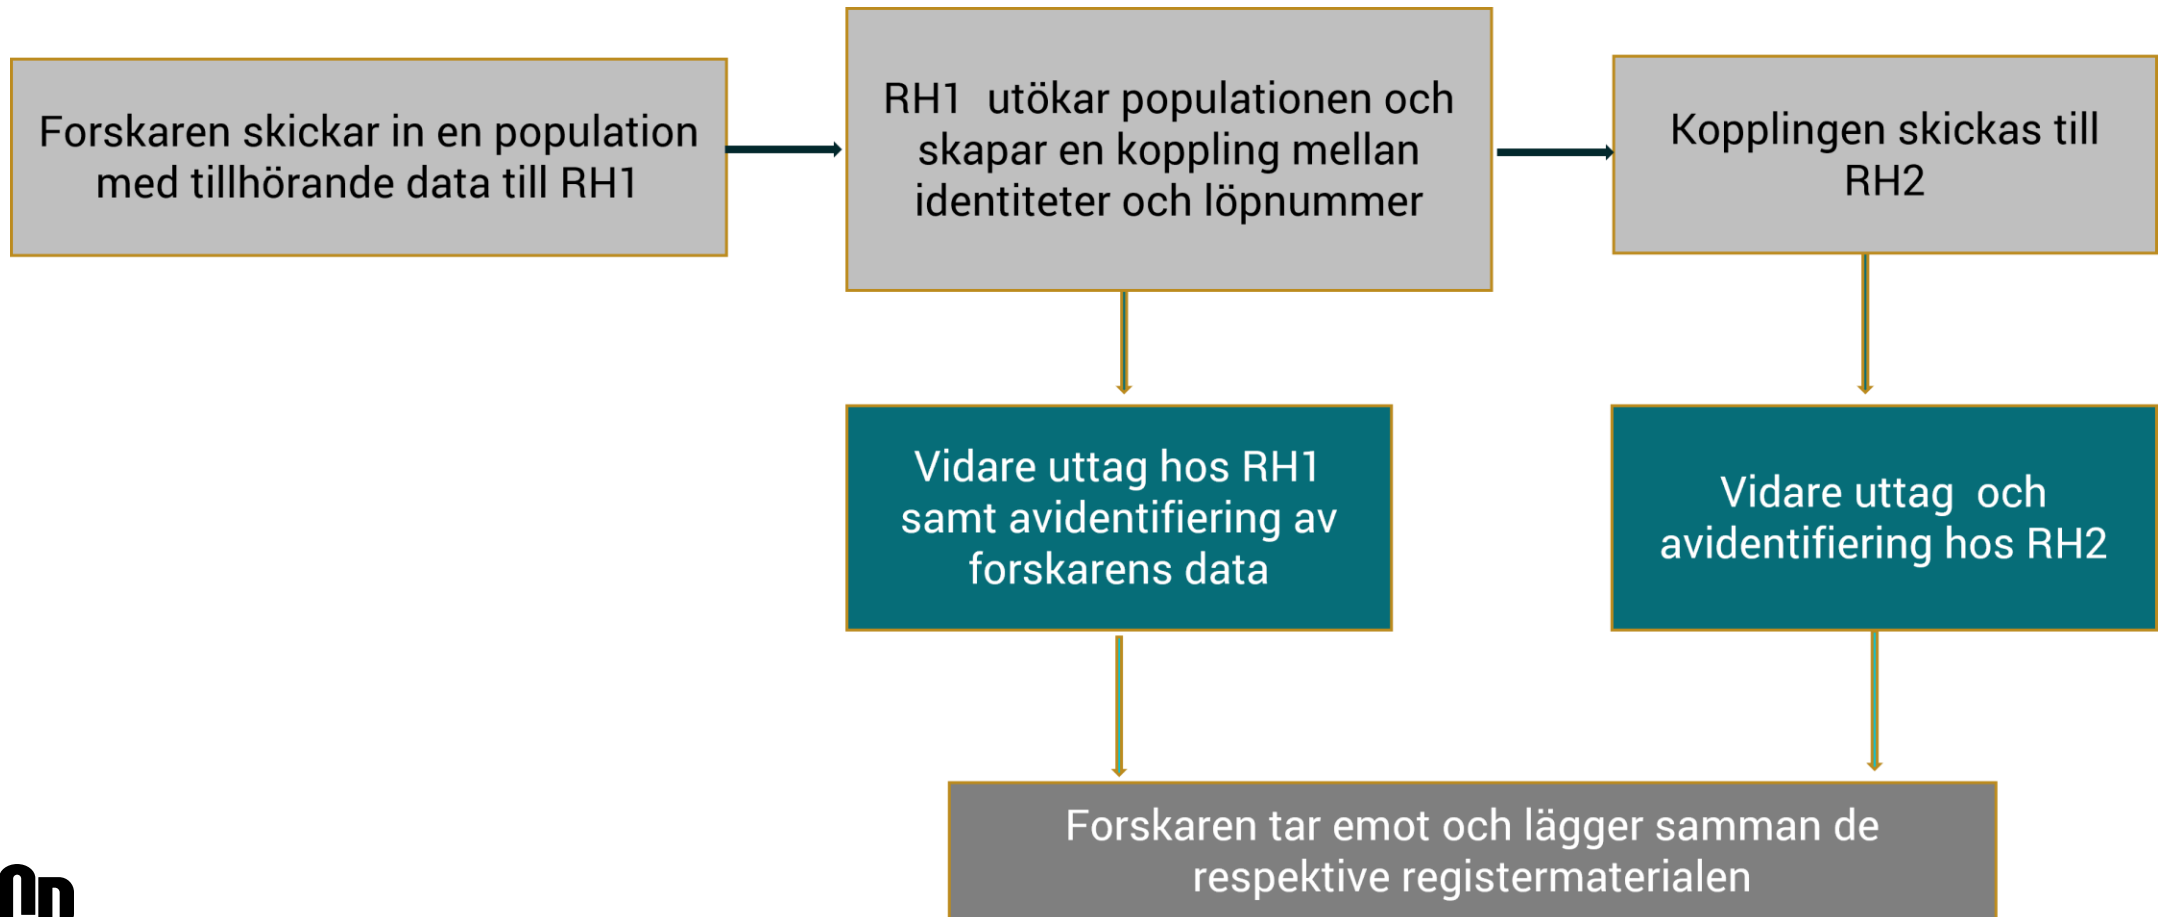 Forskaren skickar in en population
med tillhörande data till RH1
RH1  utökar populationen och
skapar en koppling mellan
identiteter och löpnummer
Kopplingen skickas till
RH2
Vidare uttag hos RH1
samt avidentifiering av
forskarens data
Vidare uttag  och
avidentifiering hos RH2
Forskaren tar emot och lägger samman de
respektive registermaterialen